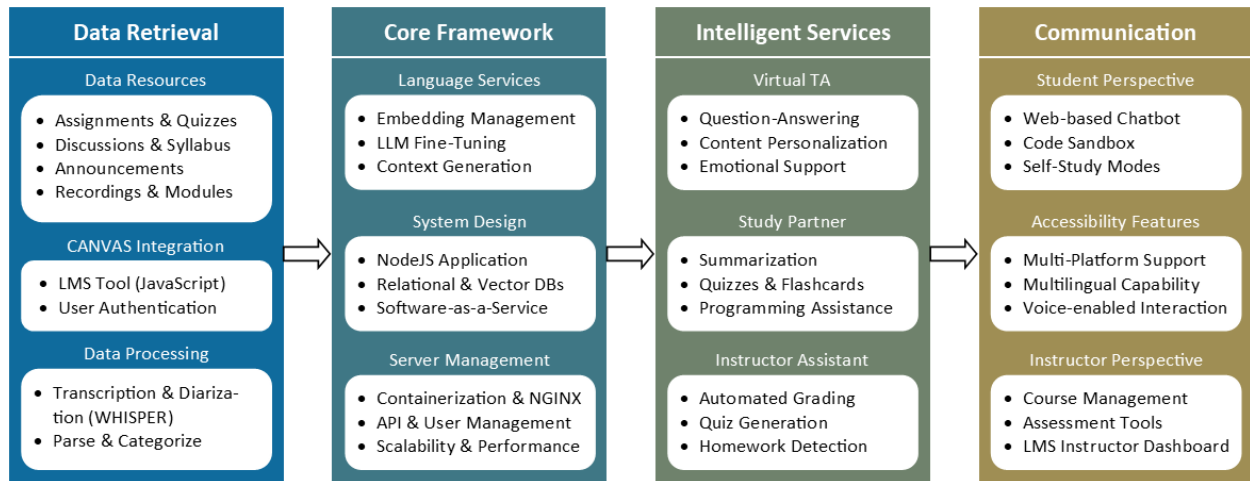 Data Retrieval
Data Resources
• Assignments & Quizzes
• Discussions & Syllabus
• Announcements
• Recordings & Modules
CANVAS Integration
• LMS Tool (JavaScript)
• User Authentication
Data Processing
• Transcription & Diariza-
tion (WHISPER)
• Parse & Categorize
Core Framework
Language Services
• Embedding Management
• LLM Fine-Tuning
• Context Generation
System Design
• NodeJS Application
• Relational & Vector DBs
• Software-as-a-Service
Server Management
• Containerization & NGINX
• API & User Management
• Scalability & Performance
Intelligent Services
Virtual TA
• Question-Answering
• Content Personalization
• Emotional Support
Study Partner
• Summarization
• Quizzes & Flashcards
• Programming Assistance
Instructor Assistant
• Automated Grading
• Quiz Generation
• Homework Detection
Communication
Student Perspective
• Web-based Chatbot
• Code Sandbox
• Self-Study Modes
Accessibility Features
• Multi-Platform Support
• Multilingual Capability
• Voice-enabled Interaction
Instructor Perspective
• Course Management
• Assessment Tools
• LMS Instructor Dashboard